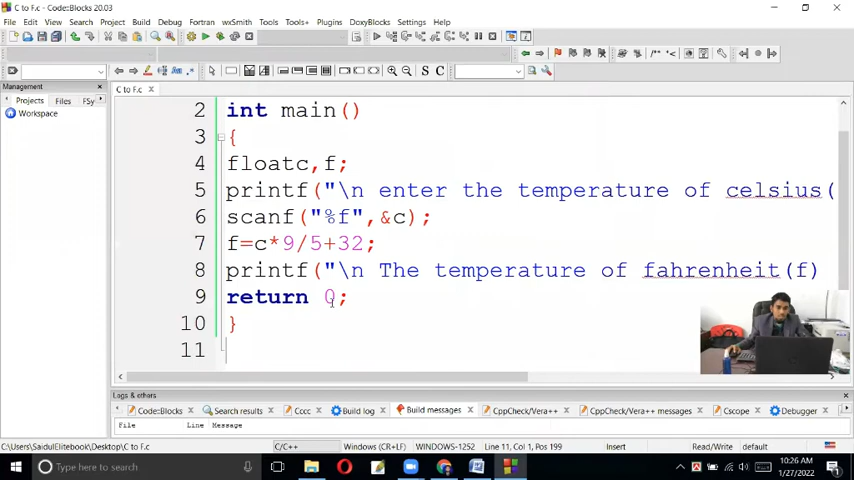 C to F.c - Code::Blocks 20.03
File Edit View Search Project Build Debug Fortran wxSmith Tools Tools+ Plugins DoxyBlocks Settings Help
Management
Projects Files FSy
Workspace
C to F.c
2 int main()
3 {
4 floatc,f;
5 printf("\n enter the temperature of celsius(
6 scanf("%f",&c);
7 f=c*9/5+32;
8 printf("\n The temperature of fahrenheit(f)
9 return 0;
10 }
11
Logs & others
Code::Blocks Search results Cccc Build log Build messages CppCheck/Vera++ CppCheck/Vera++ messages Cscope Debugger
File Line Message
C:\Users\SaidulElitebook\Desktop\C to F.c C/C++ Windows (CR+LF) WINDOWS-1252 Line 11, Col 1, Pos 199 Insert Read/Write default
Type here to search
10:26 AM
1/27/2022